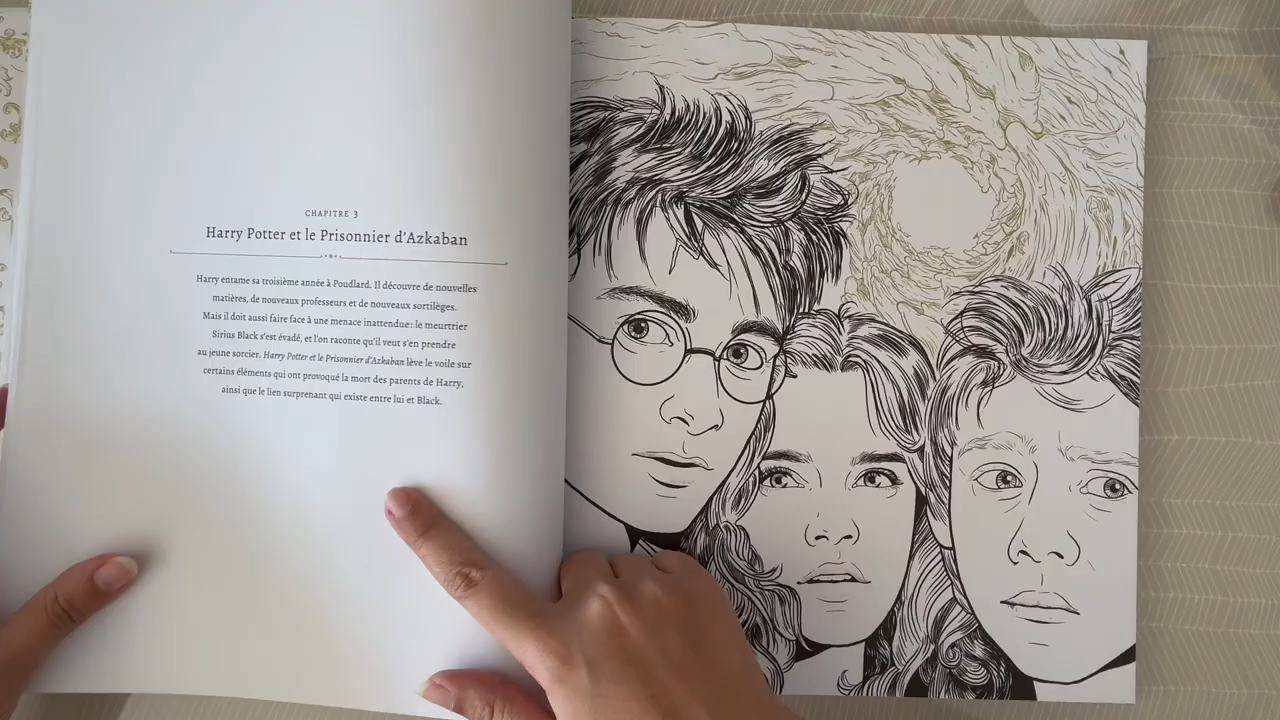 CHAPITRE 3
Harry Potter et le Prisonnier d'Azkaban
Harry entame sa troisième année à Poudlard. Il découvre de nouvelles
matières, de nouveaux professeurs et de nouveaux sortilèges.
Mais il doit aussi faire face à une menace inattendue : le meurtrier
Sirius Black s'est évadé, et l'on raconte qu'il veut s'en prendre
au jeune sorcier. Harry Potter et le Prisonnier d'Azkaban lève le voile sur
certains éléments qui ont provoqué la mort des parents de Harry,
ainsi que le lien surprenant qui existe entre lui et Black.